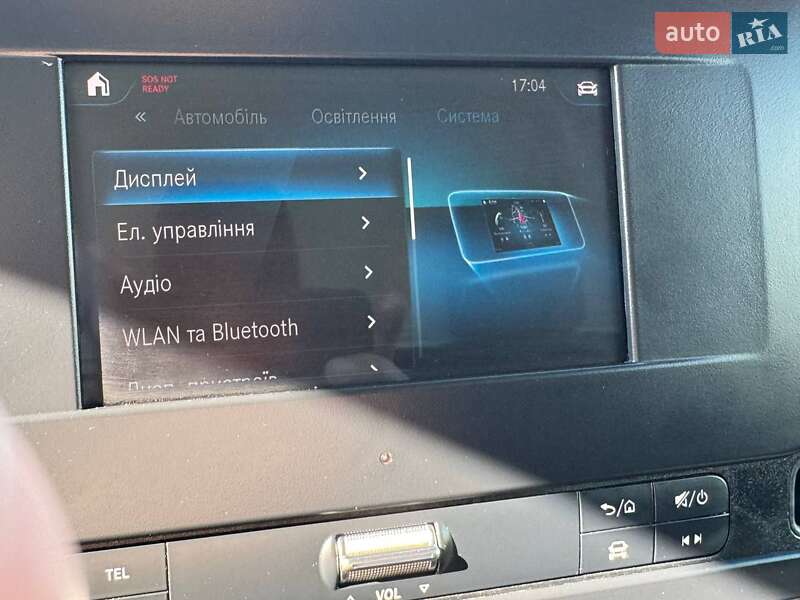 auto RIA
SOS NOT
READY
17:04
« Автомобіль Освітлення Система
Дисплей
Ел. управління
Аудіо
WLAN та Bluetooth
TEL
VOL